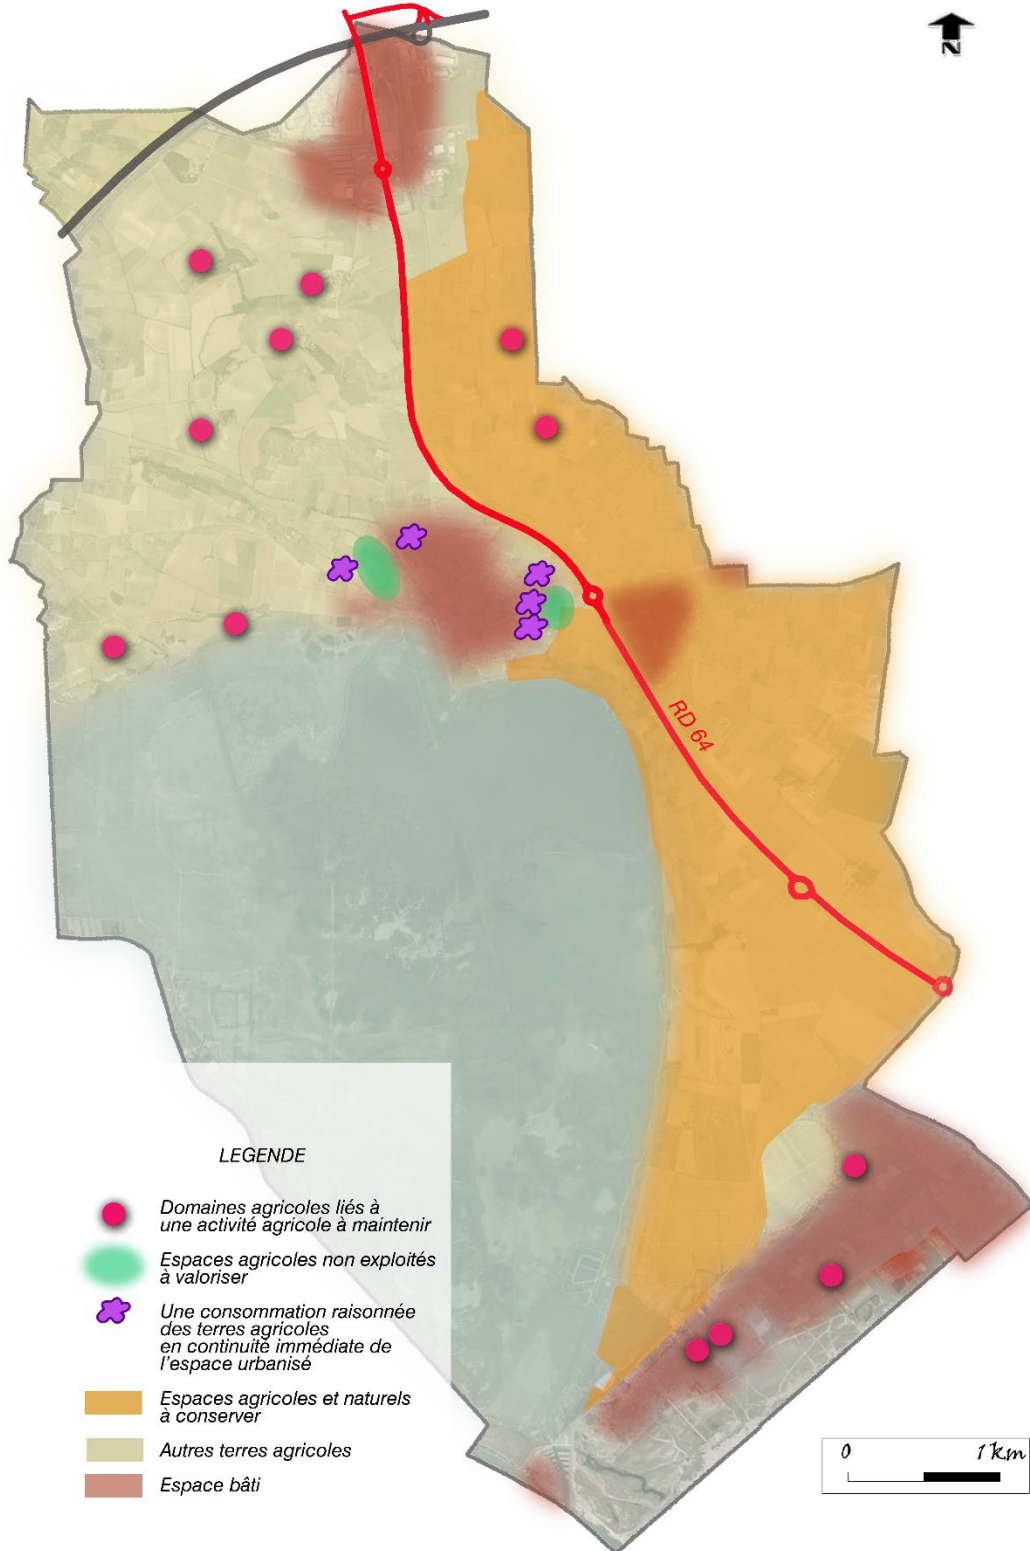 N
RD 64
LEGENDE
Domaines agricoles liés à
une activité agricole à maintenir
Espaces agricoles non exploités
à valoriser
Une consommation raisonnée
des terres agricoles
en continuité immédiate de
l'espace urbanisé
Espaces agricoles et naturels
à conserver
Autres terres agricoles
Espace bâti
0 1 km